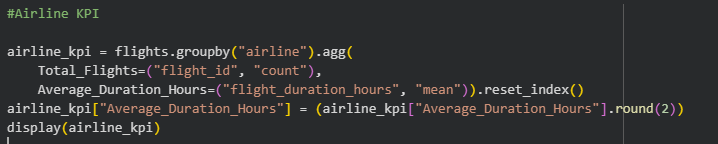 #Airline KPI
airline_kpi = flights.groupby("airline").agg(
    Total_Flights=("flight_id", "count"),
    Average_Duration_Hours=("flight_duration_hours", "mean")).reset_index()
airline_kpi["Average_Duration_Hours"] = (airline_kpi["Average_Duration_Hours"].round(2))
display(airline_kpi)